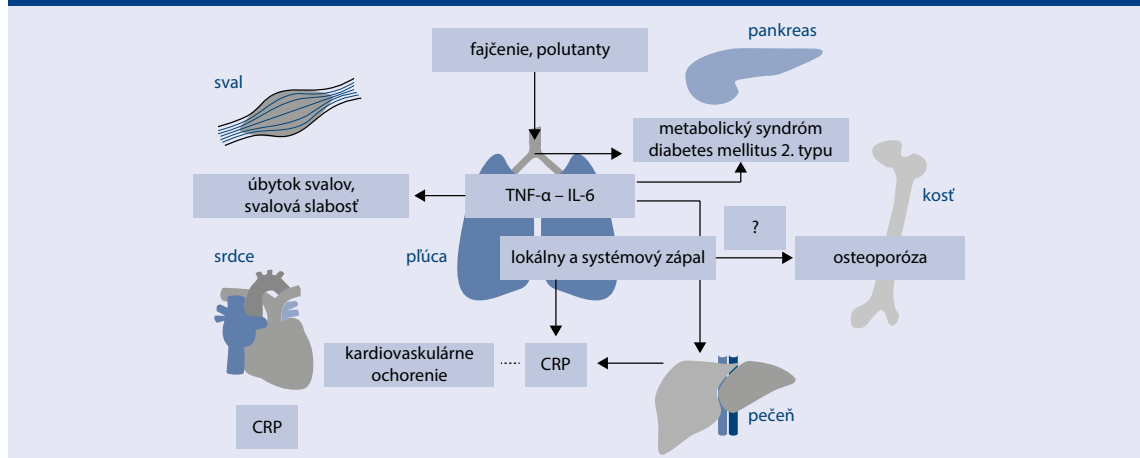 fajčenie, polutanty
pankreas
sval
metabolický syndróm
diabetes mellitus 2. typu
úbytok svalov,
svalová slabosť
TNF-α – IL-6
kosť
?
srdce
pľúca
lokálny a systémový zápal
osteoporóza
kardiovaskulárne
ochorenie
CRP
pečeň
CRP